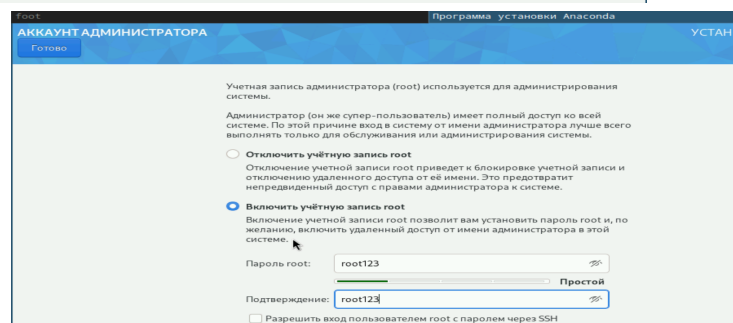 foot
Программа установки Anaconda
АККАУНТ АДМИНИСТРАТОРА
УСТАН
Готово
Учетная запись администратора (root) используется для администрирования
системы.
Администратор (он же супер-пользователь) имеет полный доступ ко всей
системе. По этой причине вход в систему от имени администратора лучше всего
выполнять только для обслуживания или администрирования системы.
Отключить учётную запись root
Отключение учетной записи root приведет к блокировке учетной записи и
отключению удаленного доступа от её имени. Это предотвратит
непредвиденный доступ с правами администратора к системе.
Включить учётную запись root
Включение учетной записи root позволит вам установить пароль root и, по
желанию, включить удаленный доступ от имени администратора в этой
системе.
Пароль root: root123
Простой
Подтверждение: root123
Разрешить вход пользователем root с паролем через SSH